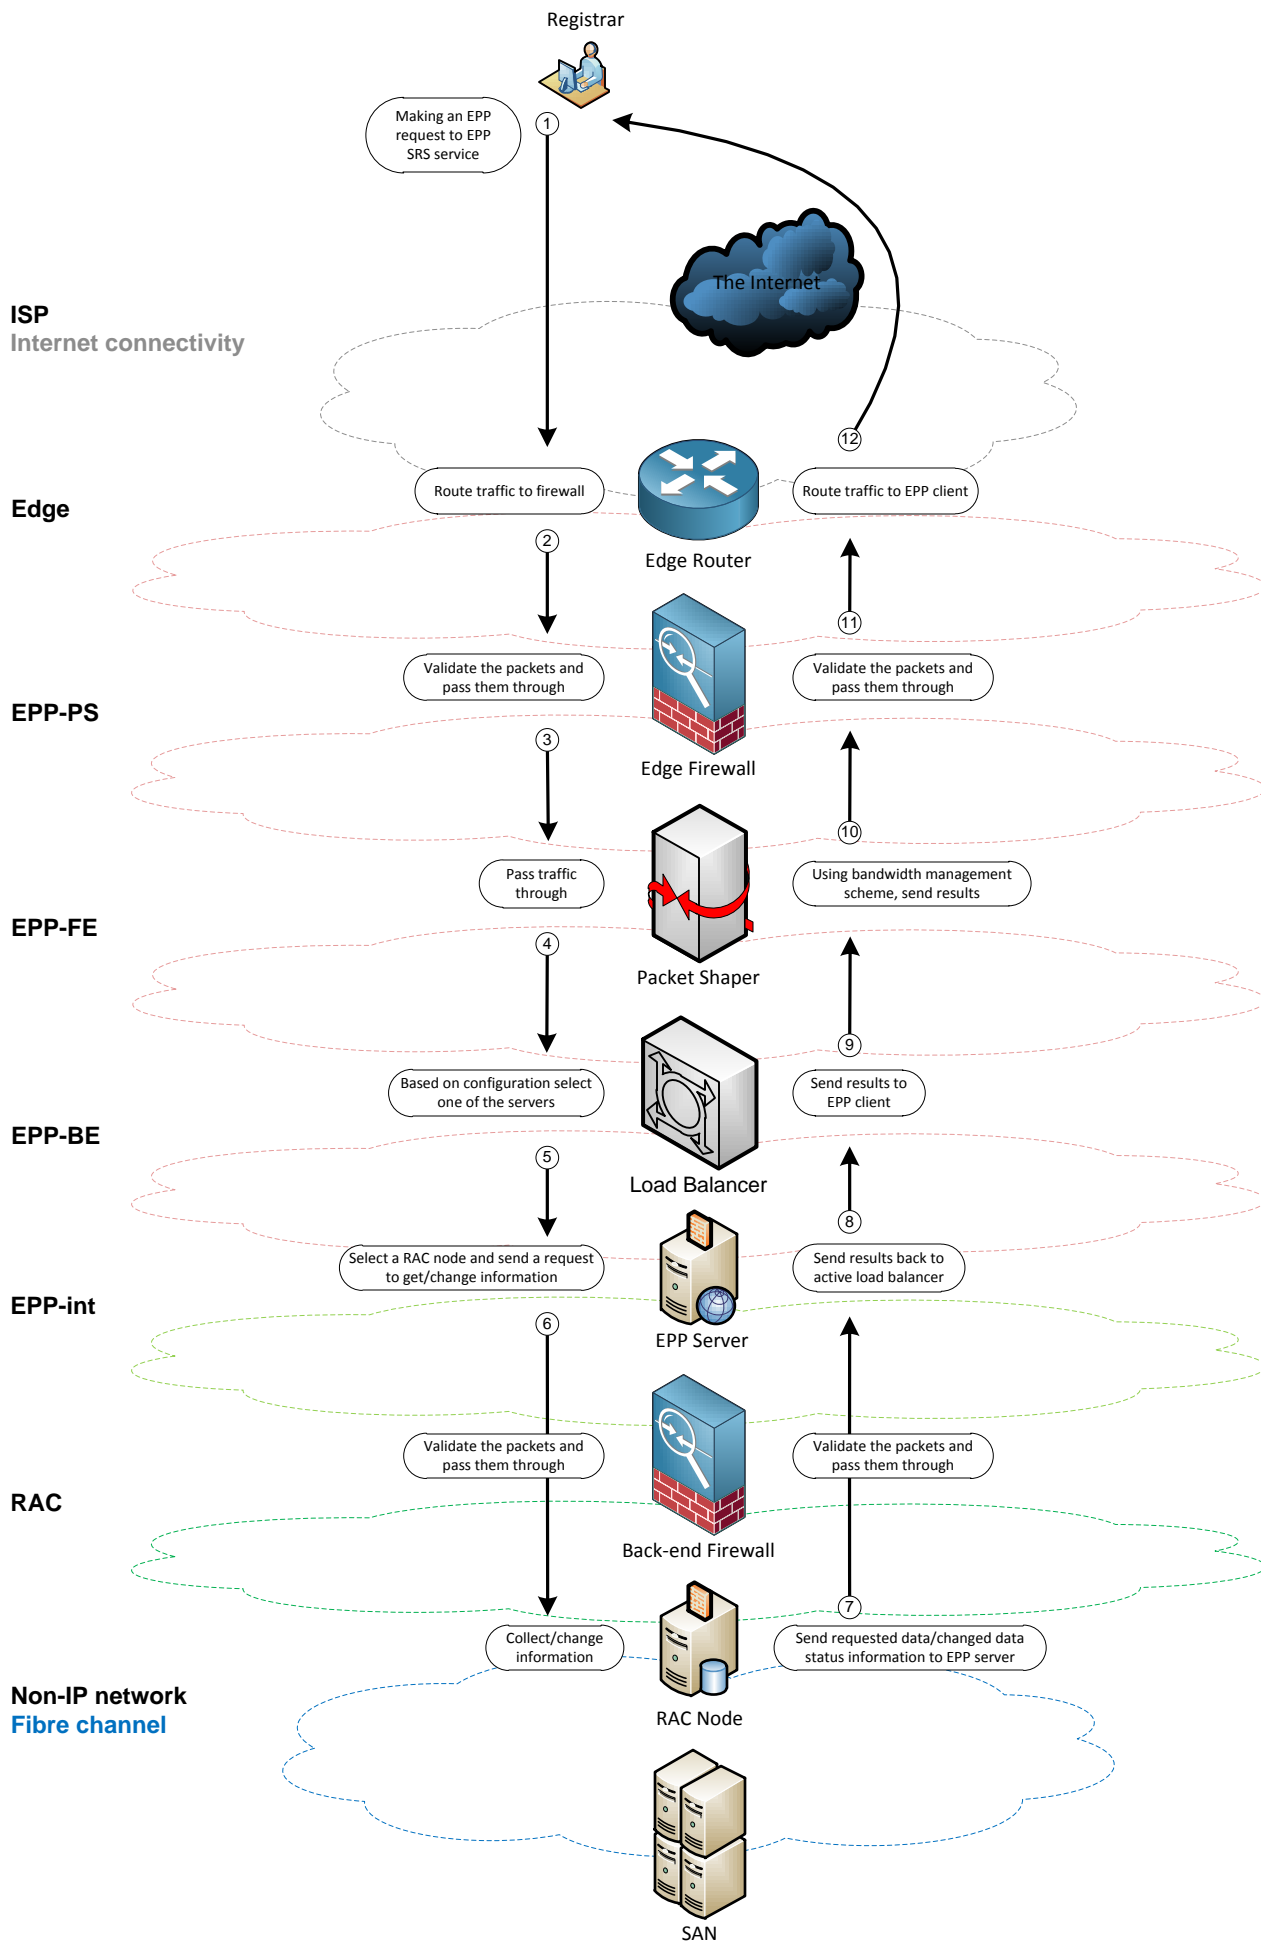 Registrar
Making an EPP
request to EPP
SRS service
1
The Internet
ISP
Internet connectivity
12
Route traffic to firewall
Route traffic to EPP client
Edge
2
Edge Router
11
Validate the packets and
pass them through
Validate the packets and
pass them through
EPP-PS
3
Edge Firewall
10
Pass traffic
through
Using bandwidth management
scheme, send results
EPP-FE
4
Packet Shaper
9
Based on configuration select
one of the servers
Send results to
EPP client
EPP-BE
5
Load Balancer
8
Select a RAC node and send a request
to get/change information
Send results back to
active load balancer
EPP-int
6
EPP Server
Validate the packets and
pass them through
Validate the packets and
pass them through
RAC
Back-end Firewall
7
Collect/change
information
Send requested data/changed data
status information to EPP server
Non-IP network
Fibre channel
RAC Node
SAN